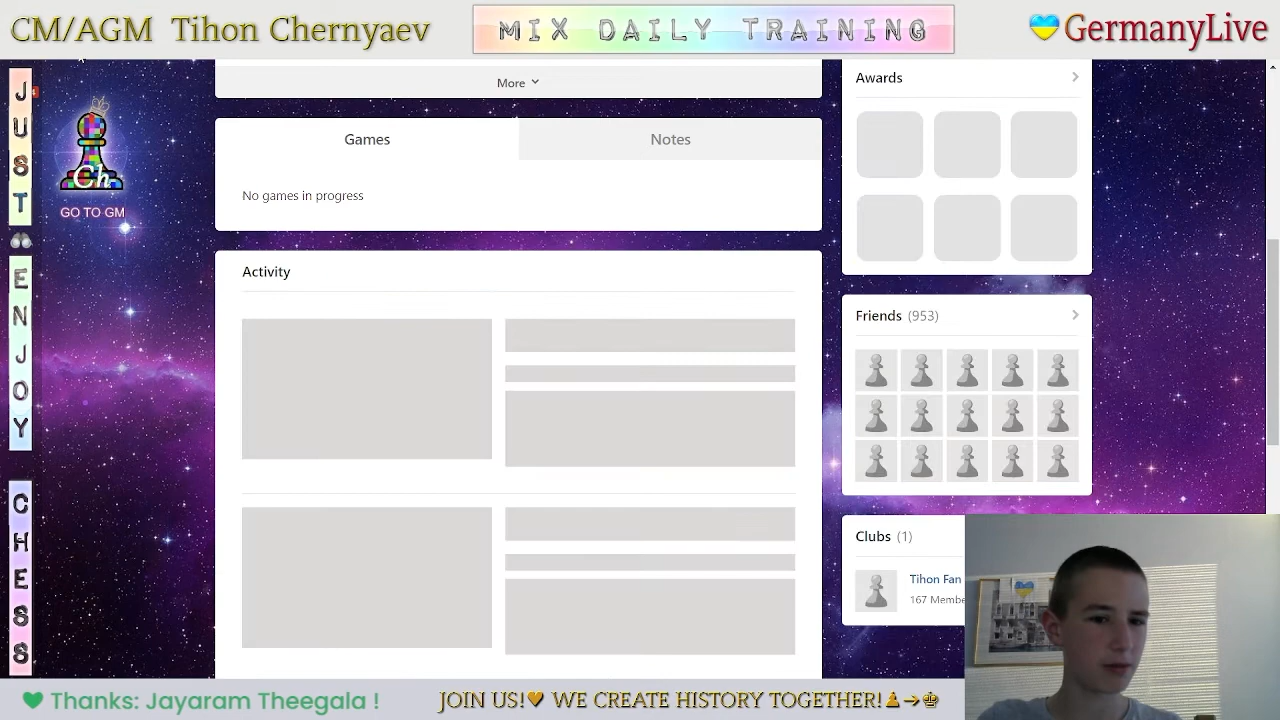 CM/AGM Tihon Chernyaev
MIX DAILY TRAINING
GermanyLive
JUST
ENJOY
CHESS
Ch
GO TO GM
More
Games
Notes
No games in progress
Activity
Awards
Friends (953)
Clubs (1)
Tihon Fan
167 Membe
Thanks: Jayaram Theegala !
JOIN US! WE CREATE HISTORY TOGETHER!